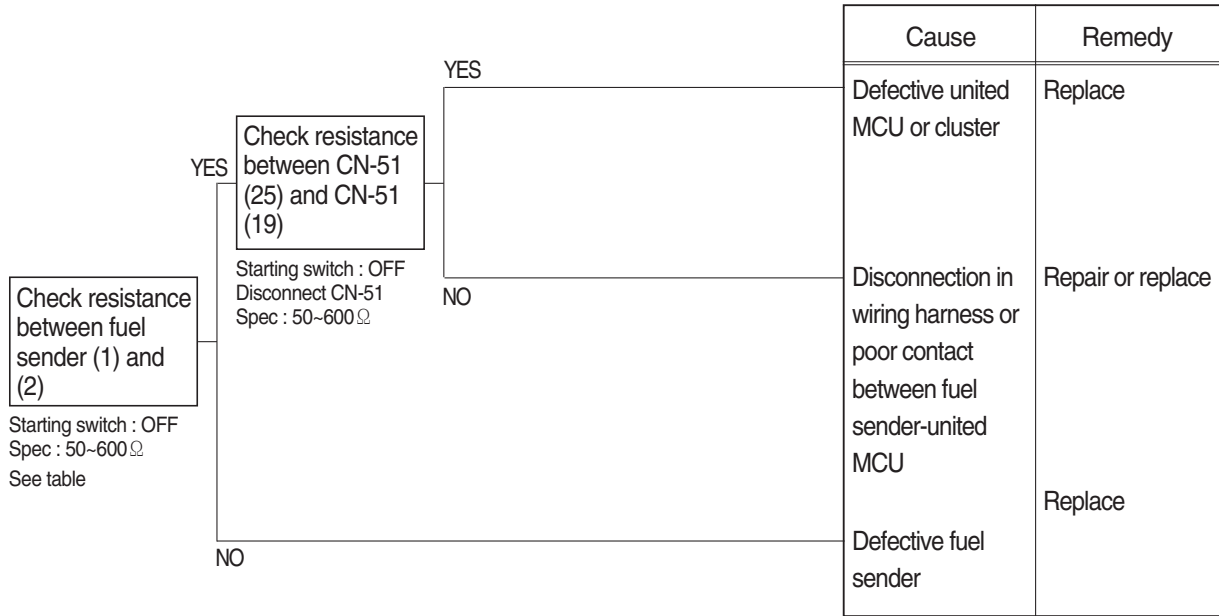 Check resistance
between fuel
sender (1) and
(2)
Starting switch : OFF
Spec : 50~600Ω
See table
YES
NO
Check resistance
between CN-51
(25) and CN-51
(19)
Starting switch : OFF
Disconnect CN-51
Spec : 50~600Ω
YES
NO
Cause
Remedy
Defective united
MCU or cluster
Replace
Disconnection in
wiring harness or
poor contact
between fuel
sender-united
MCU
Repair or replace
Defective fuel
sender
Replace